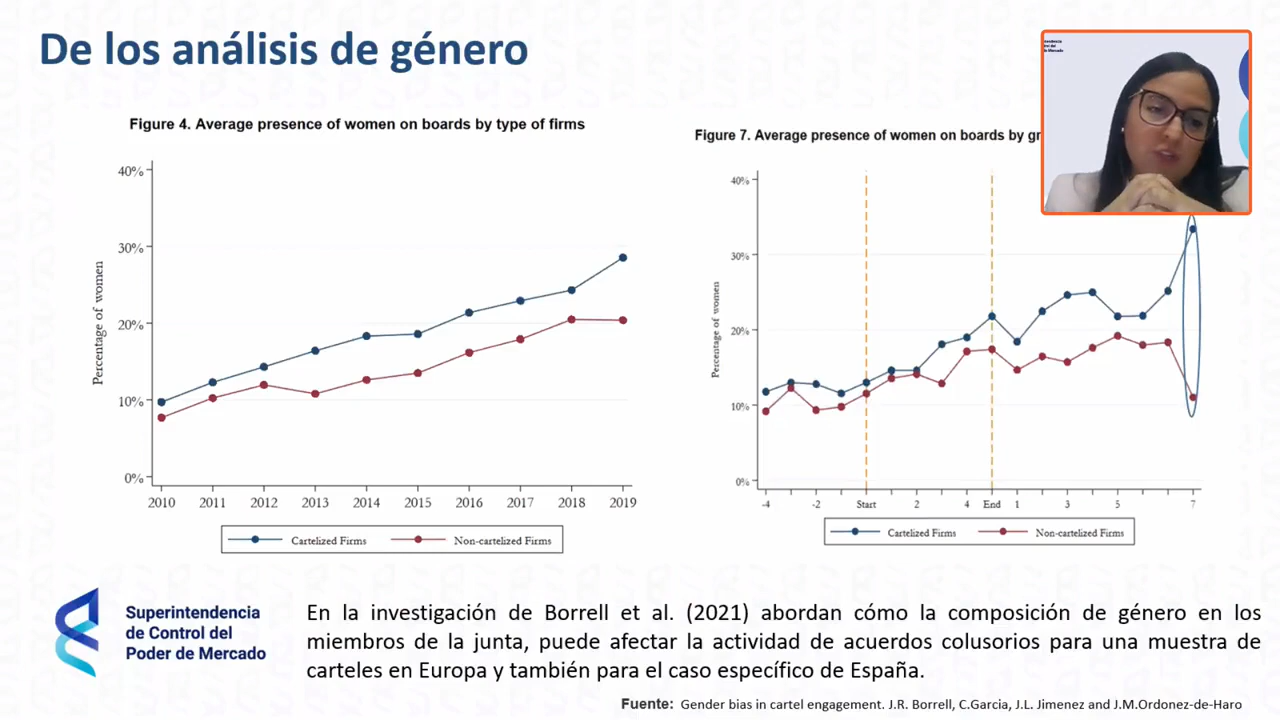 De los análisis de género
Figure 4. Average presence of women on boards by type of firms
40%
30%
20%
10%
0%
Percentage of women
2010 2011 2012 2013 2014 2015 2016 2017 2018 2019
Cartelized Firms Non-cartelized Firms
Figure 7. Average presence of women on boards by
40%
30%
20%
10%
0%
Percentage of women
-4 -2 Start 2 4 End 1 3 5 7
Cartelized Firms Non-cartelized Firms
Superintendencia
de Control del
Poder de Mercado
En la investigación de Borrell et al. (2021) abordan cómo la composición de género en los
miembros de la junta, puede afectar la actividad de acuerdos colusorios para una muestra de
carteles en Europa y también para el caso específico de España.
Fuente: Gender bias in cartel engagement. J.R. Borrell, C.Garcia, J.L. Jimenez and J.M.Ordonez-de-Haro